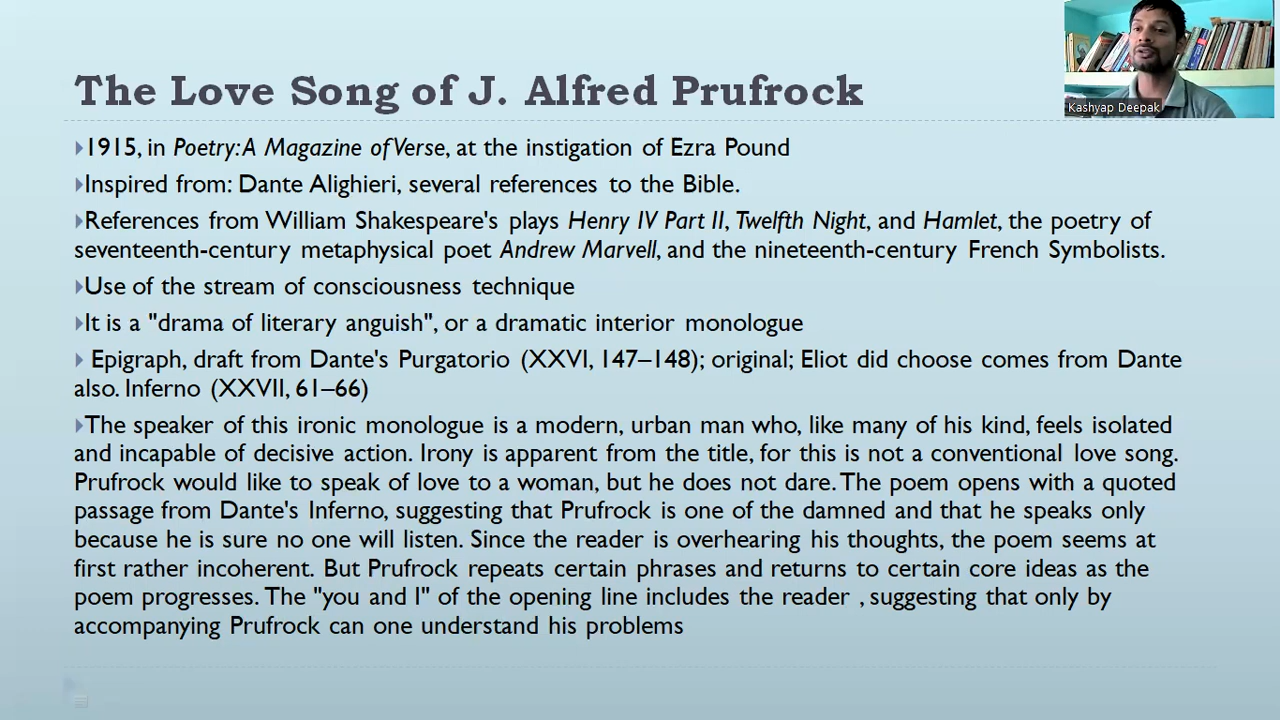 The Love Song of J. Alfred Prufrock
Kashyap Deepak
1915, in Poetry: A Magazine of Verse, at the instigation of Ezra Pound
Inspired from: Dante Alighieri, several references to the Bible.
References from William Shakespeare's plays Henry IV Part II, Twelfth Night, and Hamlet, the poetry of
seventeenth-century metaphysical poet Andrew Marvell, and the nineteenth-century French Symbolists.
Use of the stream of consciousness technique
It is a "drama of literary anguish", or a dramatic interior monologue
Epigraph, draft from Dante's Purgatorio (XXVI, 147–148); original; Eliot did choose comes from Dante
also. Inferno (XXVII, 61–66)
The speaker of this ironic monologue is a modern, urban man who, like many of his kind, feels isolated
and incapable of decisive action. Irony is apparent from the title, for this is not a conventional love song.
Prufrock would like to speak of love to a woman, but he does not dare. The poem opens with a quoted
passage from Dante's Inferno, suggesting that Prufrock is one of the damned and that he speaks only
because he is sure no one will listen. Since the reader is overhearing his thoughts, the poem seems at
first rather incoherent. But Prufrock repeats certain phrases and returns to certain core ideas as the
poem progresses. The "you and I" of the opening line includes the reader , suggesting that only by
accompanying Prufrock can one understand his problems